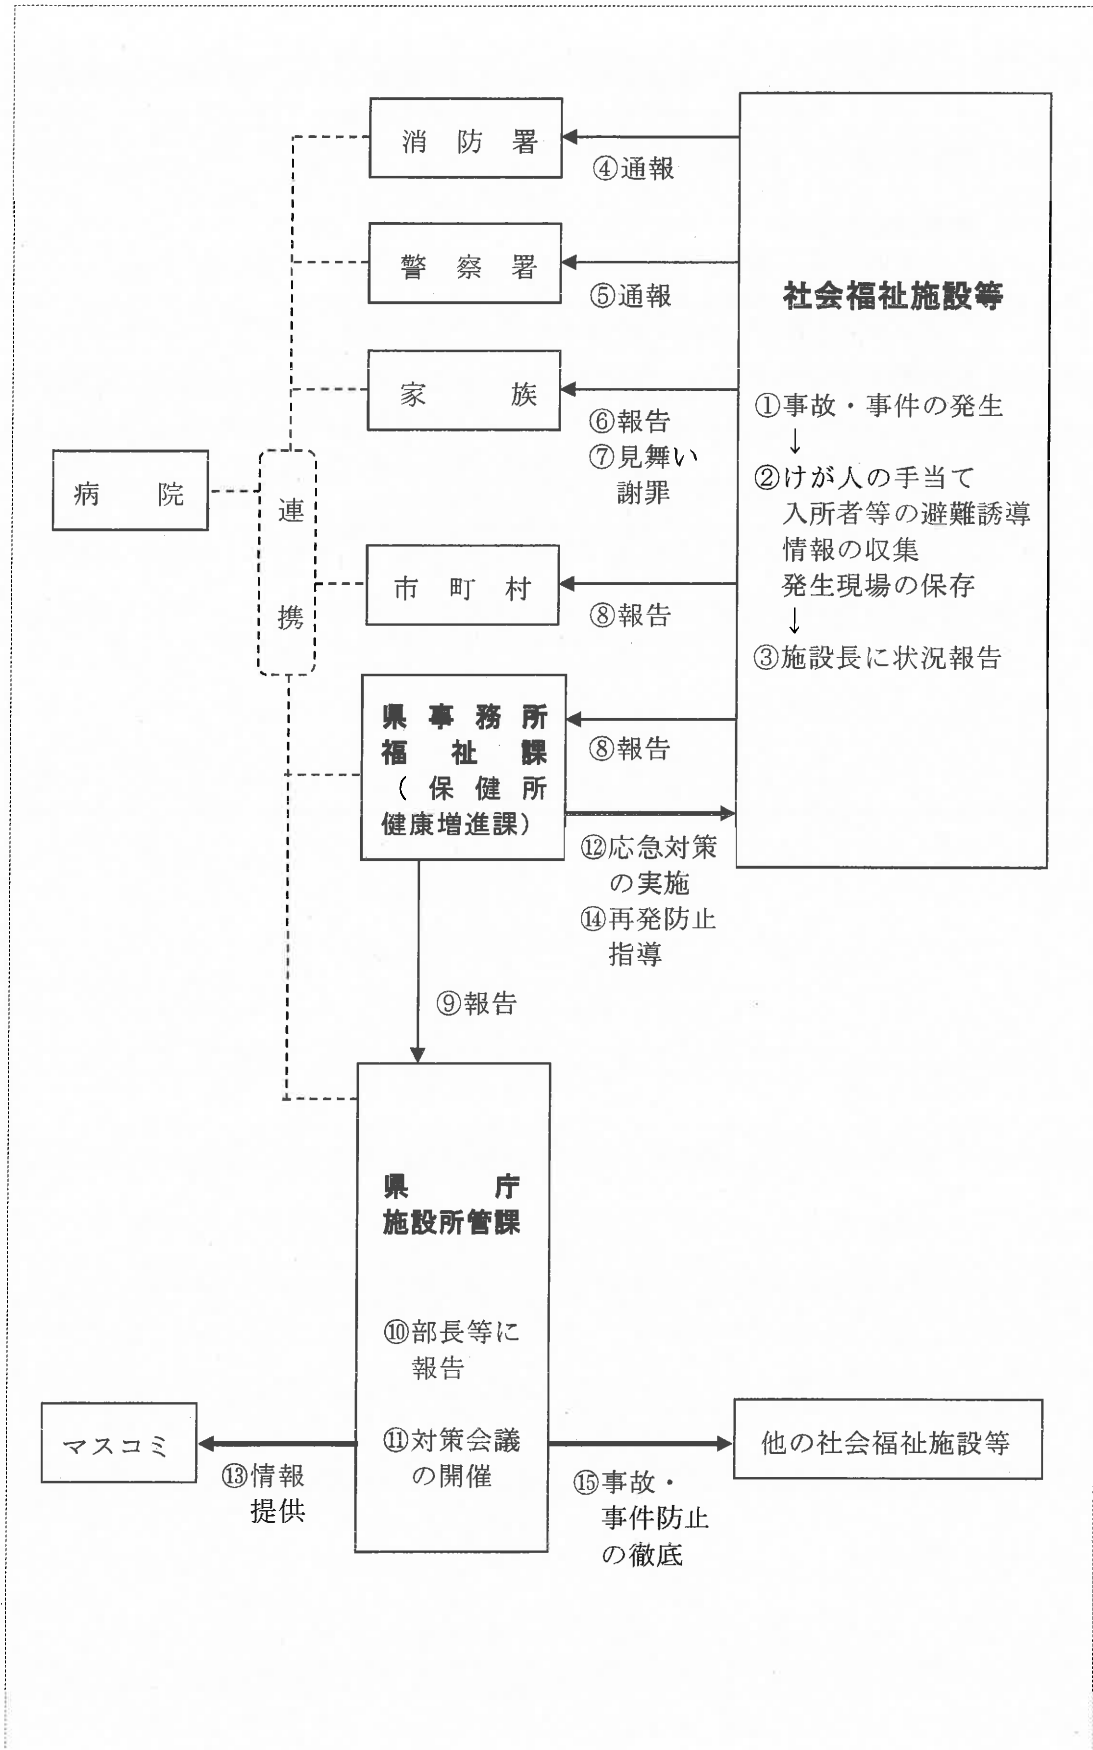 消防署
④通報
警察署
⑤通報
社会福祉施設等
家族
⑥報告
⑦見舞い
謝罪
①事故・事件の発生
↓
②けが人の手当て
入所者等の避難誘導
情報の収集
発生現場の保存
↓
③施設長に状況報告
病院
連携
市町村
⑧報告
県事務所
福祉課
(保健所
健康増進課)
⑧報告
⑫応急対策
の実施
⑭再発防止
指導
⑨報告
県庁
施設所管課
⑩部長等に
報告
⑪対策会議
の開催
マスコミ
⑬情報
提供
他の社会福祉施設等
⑮事故・
事件防止
の徹底